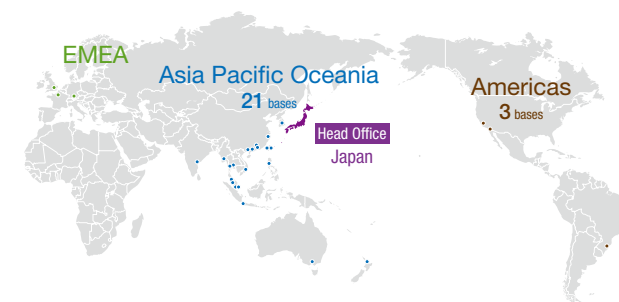 EMEA
Asia Pacific Oceania
21 bases
Americas
3 bases
Head Office
Japan